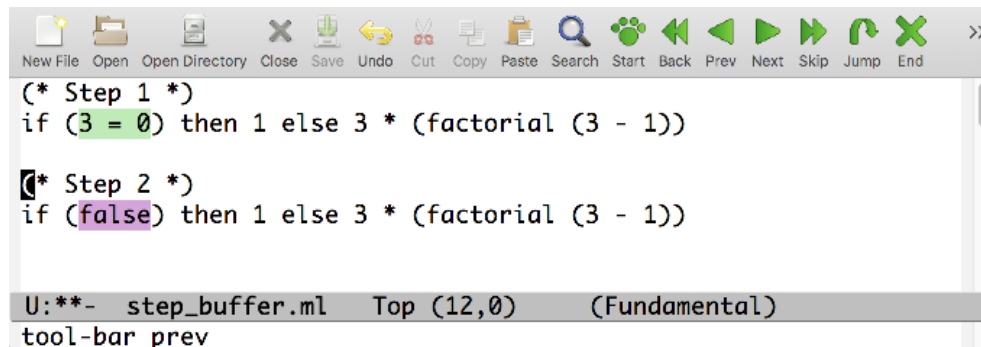 New File Open Open Directory Close Save Undo Cut Copy Paste Search Start Back Prev Next Skip Jump End
(* Step 1 *)
if (3 = 0) then 1 else 3 * (factorial (3 - 1))
(* Step 2 *)
if (false) then 1 else 3 * (factorial (3 - 1))
U:**- step_buffer.ml Top (12,0) (Fundamental)
tool-bar prev